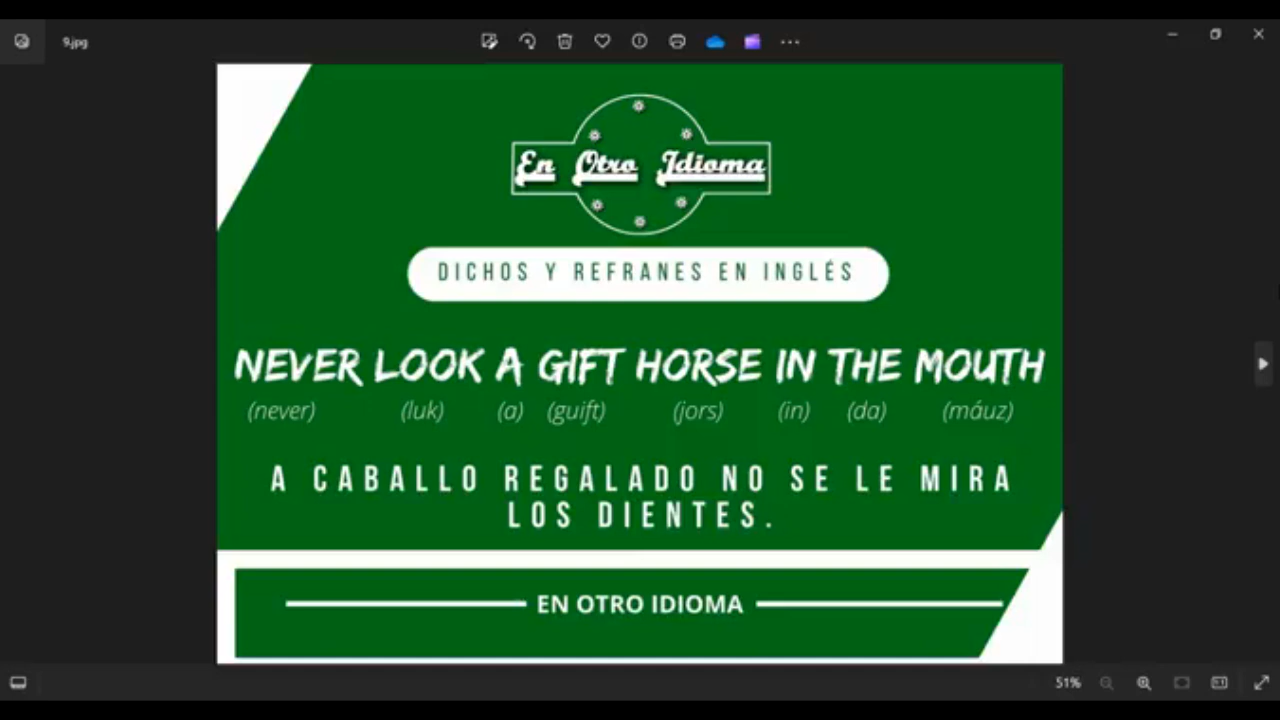 9.jpg
En Otro Idioma
DICHOS Y REFRANES EN INGLÉS
NEVER LOOK A GIFT HORSE IN THE MOUTH
(never) (luk) (a) (guift) (jors) (in) (da) (máuz)
A CABALLO REGALADO NO SE LE MIRA
LOS DIENTES.
EN OTRO IDIOMA
51%